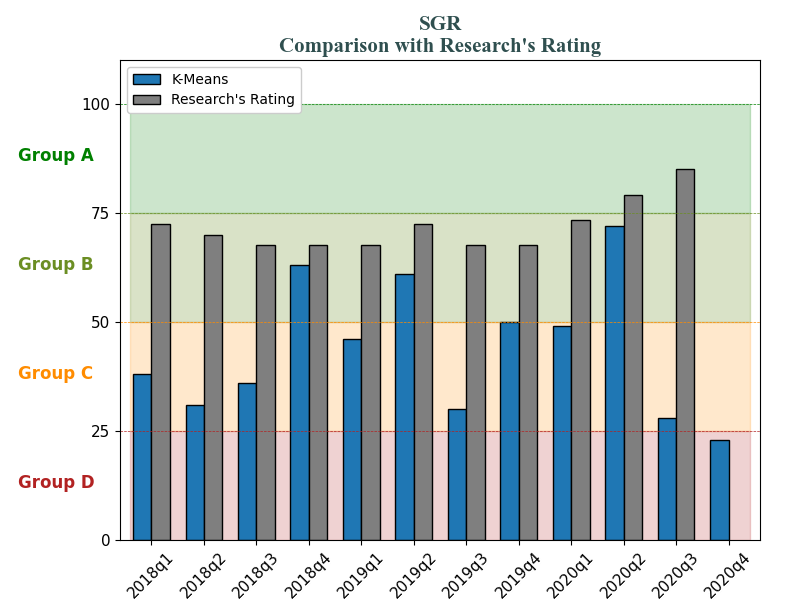 SGR
Comparison with Research's Rating
K-Means
Research's Rating
100
75
50
25
0
Group A
Group B
Group C
Group D
2018q1
2018q2
2018q3
2018q4
2019q1
2019q2
2019q3
2019q4
2020q1
2020q2
2020q3
2020q4